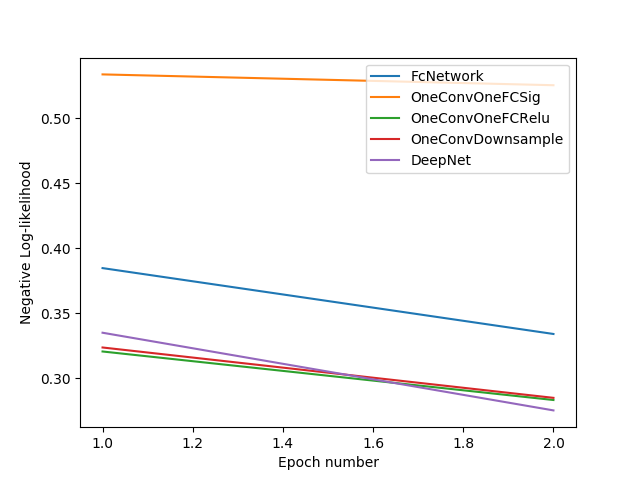 FcNetwork
OneConvOneFCSig
OneConvOneFCRelu
OneConvDownsample
DeepNet
0.50
0.45
0.40
0.35
0.30
Negative Log-likelihood
1.0 1.2 1.4 1.6 1.8 2.0
Epoch number